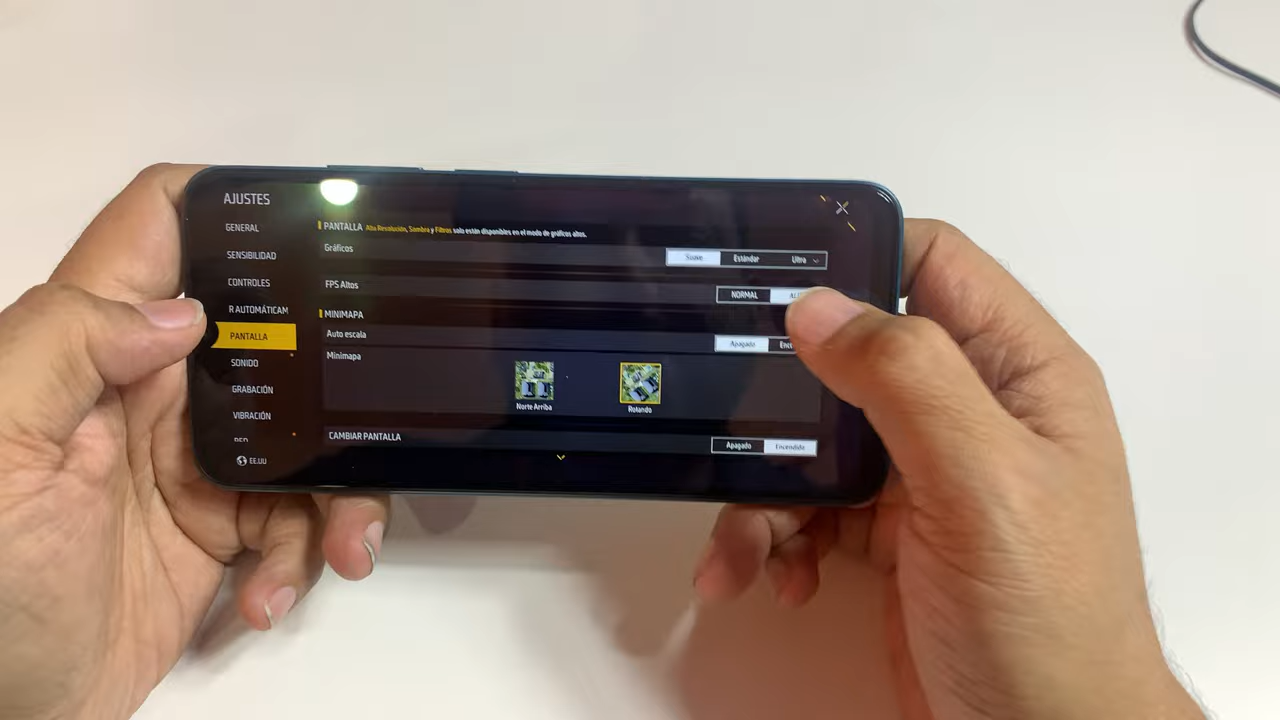 AJUSTES
GENERAL
SENSIBILIDAD
CONTROLES
R AUTOMÁTICAM
PANTALLA
SONIDO
GRABACIÓN
VIBRACIÓN
RED
EE.UU
PANTALLA Alta Resolución, Sombra y Filtros solo están disponibles en el modo de gráficos altos.
Gráficos Suave Estándar Ultra
FPS Altos NORMAL
MINIMAPA
Auto escala Apagado
Minimapa
Norte Arriba Rotando
CAMBIAR PANTALLA Apagado Encendido